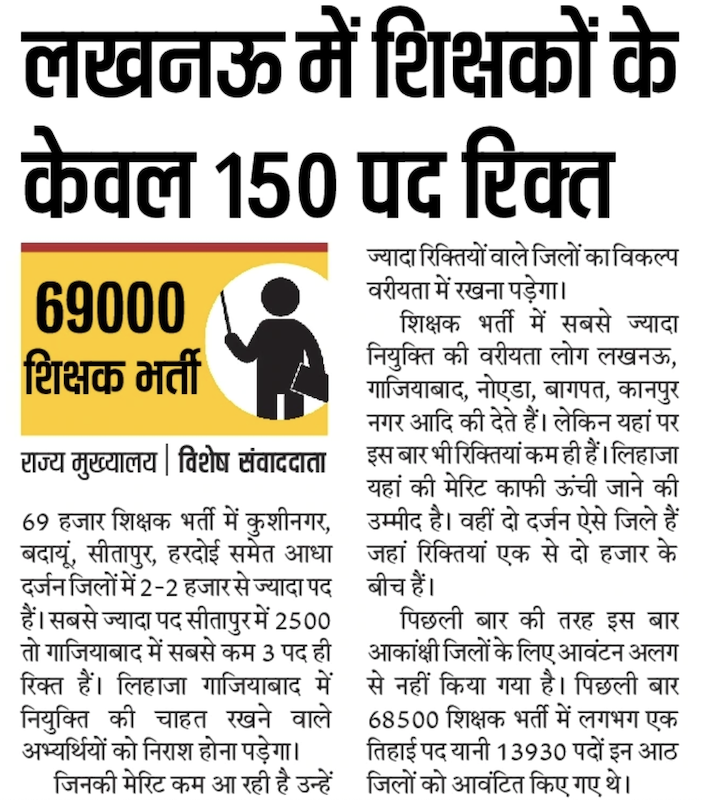 लखनऊ में शिक्षकों के
केवल 150 पद रिक्त
69000
शिक्षक भर्ती
राज्य मुख्यालय | विशेष संवाददाता
69 हजार शिक्षक भर्ती में कुशीनगर,
बदायूं, सीतापुर, हरदोई समेत आधा
दर्जन जिलों में 2-2 हजार से ज्यादा पद
हैं। सबसे ज्यादा पद सीतापुर में 2500
तो गाजियाबाद में सबसे कम 3 पद ही
रिक्त हैं। लिहाजा गाजियाबाद में
नियुक्ति की चाहत रखने वाले
अभ्यर्थियों को निराश होना पड़ेगा।
जिनकी मेरिट कम आ रही है उन्हें
ज्यादा रिक्तियों वाले जिलों का विकल्प
वरीयता में रखना पड़ेगा।
शिक्षक भर्ती में सबसे ज्यादा
नियुक्ति की वरीयता लोग लखनऊ,
गाजियाबाद, नोएडा, बागपत, कानपुर
नगर आदि की देते हैं। लेकिन यहां पर
इस बार भी रिक्तियां कम ही हैं। लिहाजा
यहां की मेरिट काफी ऊंची जाने की
उम्मीद है। वहीं दो दर्जन ऐसे जिले हैं
जहां रिक्तियां एक से दो हजार के
बीच हैं।
पिछली बार की तरह इस बार
आकांक्षी जिलों के लिए आवंटन अलग
से नहीं किया गया है। पिछली बार
68500 शिक्षक भर्ती में लगभग एक
तिहाई पद यानी 13930 पदों इन आठ
जिलों को आवंटित किए गए थे।